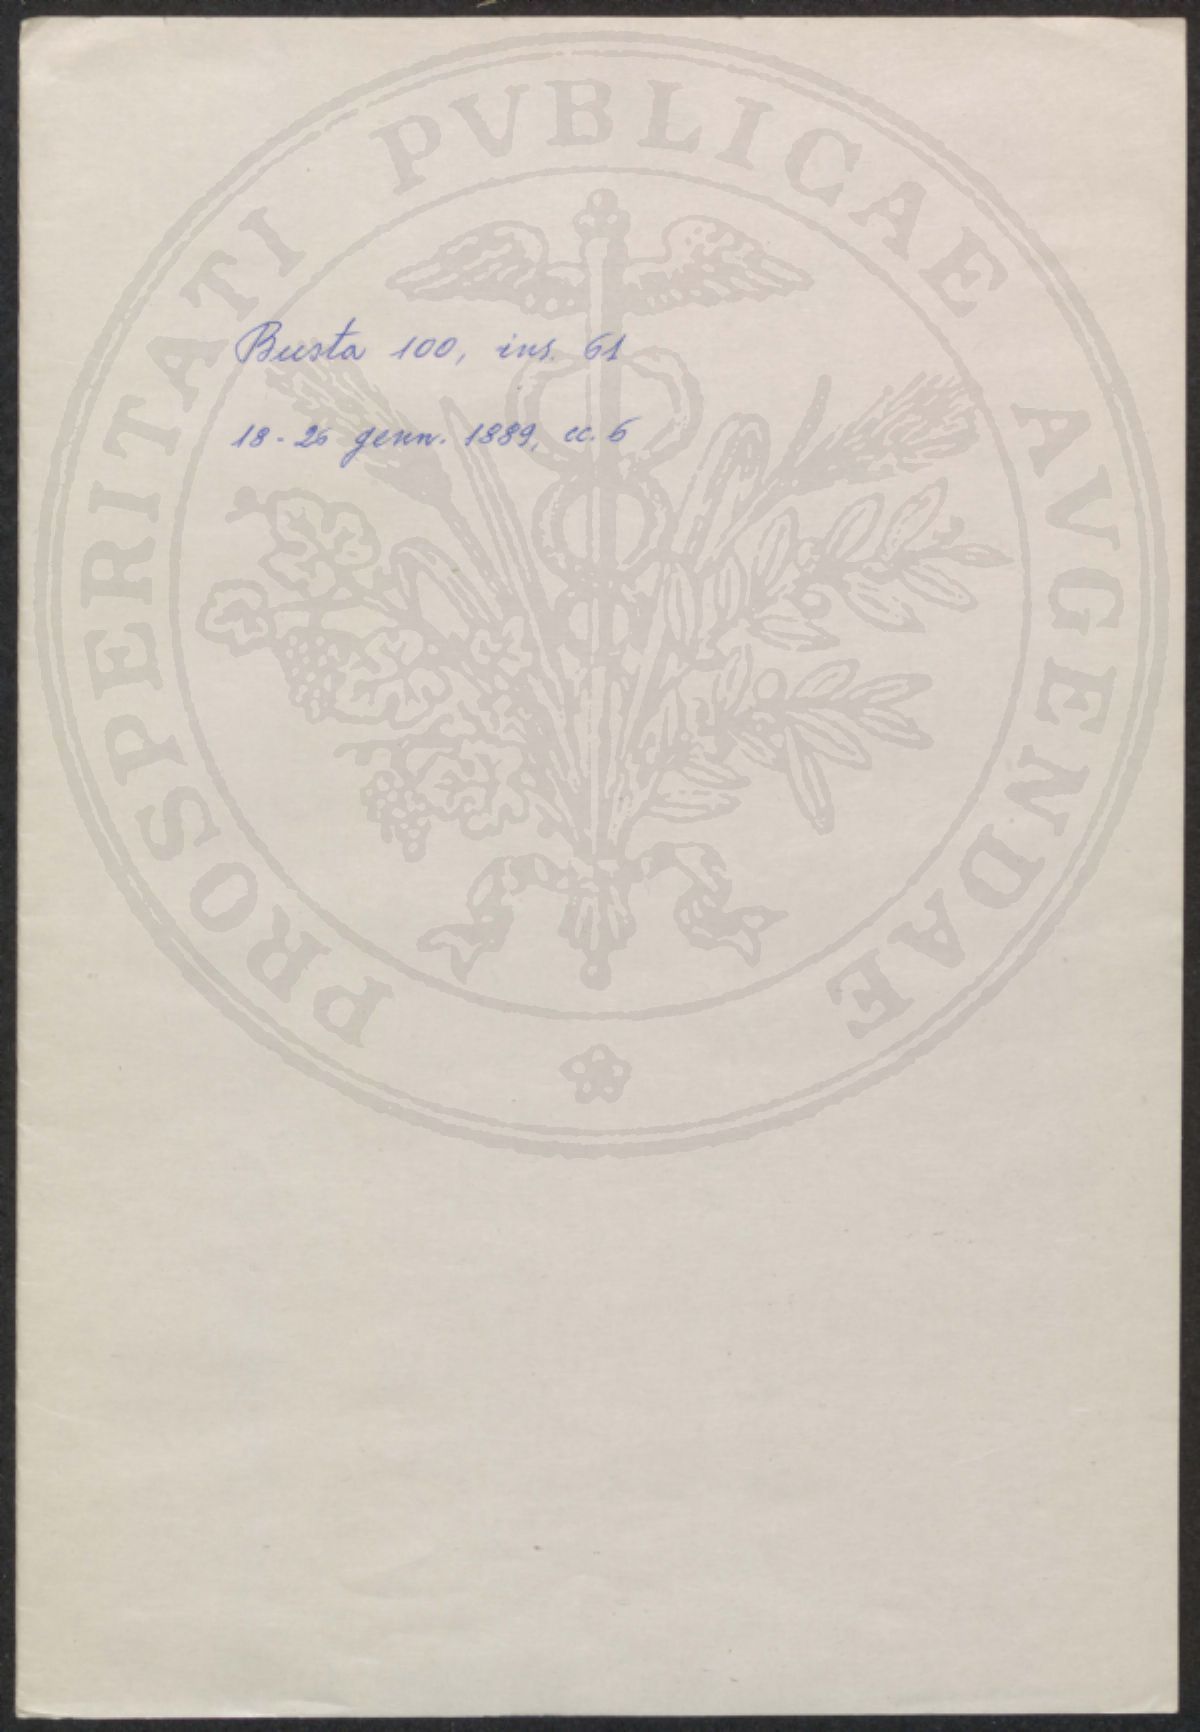 PROSPERITATI PVBLICAE AVGENDAE
Busta 100, ins. 61
18-26 genn. 1889, cc. 6